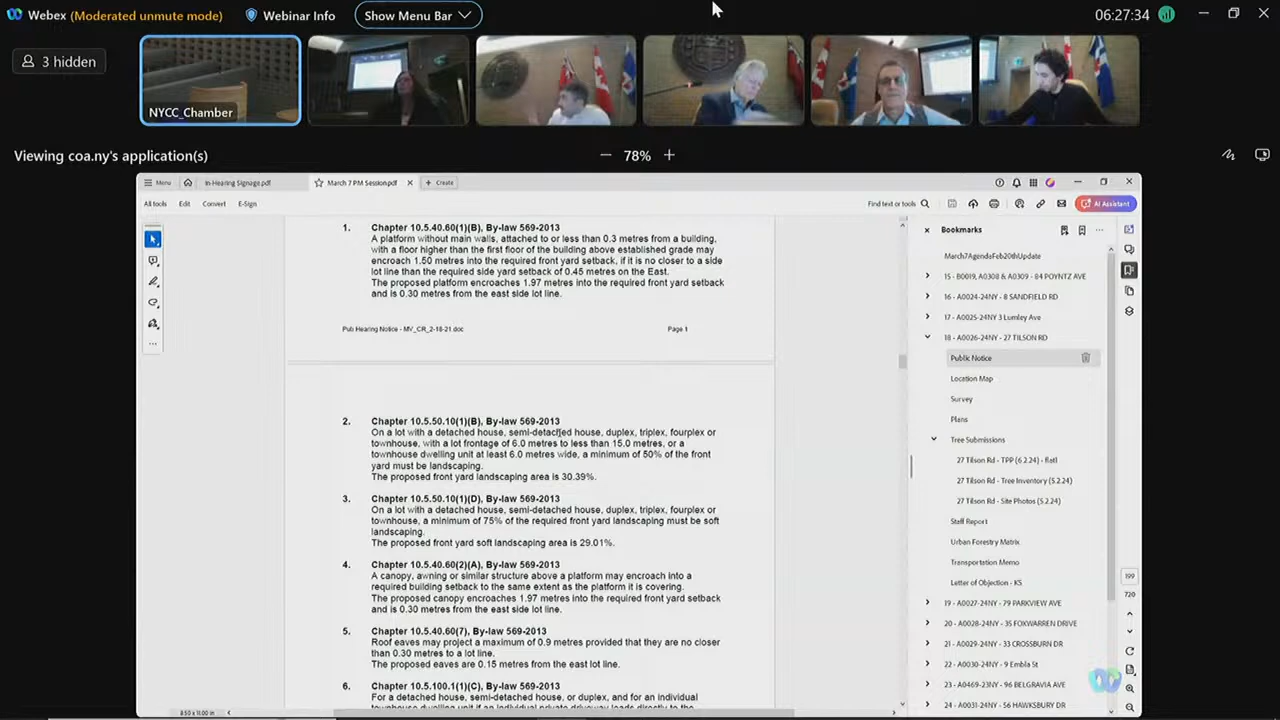 Webex (Moderated unmute mode) Webinar Info Show Menu Bar 06:27:34
3 hidden
NYCC_Chamber
Viewing coa.ny's application(s) 78%
Menu In-Hearing Signage.pdf March 7 PM Session.pdf Create
All tools Edit Convert E-Sign Find text or tools AI Assistant
1. Chapter 10.5.40.60(1)(B), By-law 569-2013
A platform without main walls, attached to or less than 0.3 metres from a building,
with a floor higher than the first floor of the building above established grade may
encroach 1.50 metres into the required front yard setback, if it is no closer to a side
lot line than the required side yard setback of 0.45 metres on the East.
The proposed platform encroaches 1.97 metres into the required front yard setback
and is 0.30 metres from the east side lot line.
Pub Hearing Notice - MV_CR_2-18-21.doc Page 1
2. Chapter 10.5.50.10(1)(B), By-law 569-2013
On a lot with a detached house, semi-detached house, duplex, triplex, fourplex or
townhouse, with a lot frontage of 6.0 metres to less than 15.0 metres, or a
townhouse dwelling unit at least 6.0 metres wide, a minimum of 50% of the front
yard must be landscaping.
The proposed front yard landscaping area is 30.39%.
3. Chapter 10.5.50.10(1)(D), By-law 569-2013
On a lot with a detached house, semi-detached house, duplex, triplex, fourplex or
townhouse, a minimum of 75% of the required front yard landscaping must be soft
landscaping.
The proposed front yard soft landscaping area is 29.01%.
4. Chapter 10.5.40.60(2)(A), By-law 569-2013
A canopy, awning or similar structure above a platform may encroach into a
required building setback to the same extent as the platform it is covering.
The proposed canopy encroaches 1.97 metres into the required front yard setback
and is 0.30 metres from the east side lot line.
5. Chapter 10.5.40.60(7), By-law 569-2013
Roof eaves may project a maximum of 0.9 metres provided that they are no closer
than 0.30 metres to a lot line.
The proposed eaves are 0.15 metres from the east lot line.
6. Chapter 10.5.100.1(1)(C), By-law 569-2013
For a detached house, semi-detached house, or duplex, and for an individual
townhouse dwelling unit if an individual private driveway leads directly to the
8.50 x 11.00 in
Bookmarks
March7AgendaFeb20thUpdate
15 - B0019, A0308 & A0309 - 84 POYNTZ AVE
16 - A0024-24NY - 8 SANDFIELD RD
17 - A0025-24NY 3 Lumley Ave
18 - A0026-24NY - 27 TILSON RD
Public Notice
Location Map
Survey
Plans
Tree Submissions
27 Tilson Rd - TPP (6.2.24) - flat1
27 Tilson Rd - Tree Inventory (5.2.24)
27 Tilson Rd - Site Photos (5.2.24)
Staff Report
Urban Forestry Matrix
Transportation Memo
Letter of Objection - KS
19 - A0027-24NY - 79 PARKVIEW AVE
20 - A0028-24NY - 35 FOXWARREN DRIVE
21 - A0029-24NY - 33 CROSSBURN DR
22 - A0030-24NY - 9 Embla St
23 - A0469-23NY - 96 BELGRAVIA AVE
24 - A0031-24NY - 56 HAWKSBURY DR
199
720